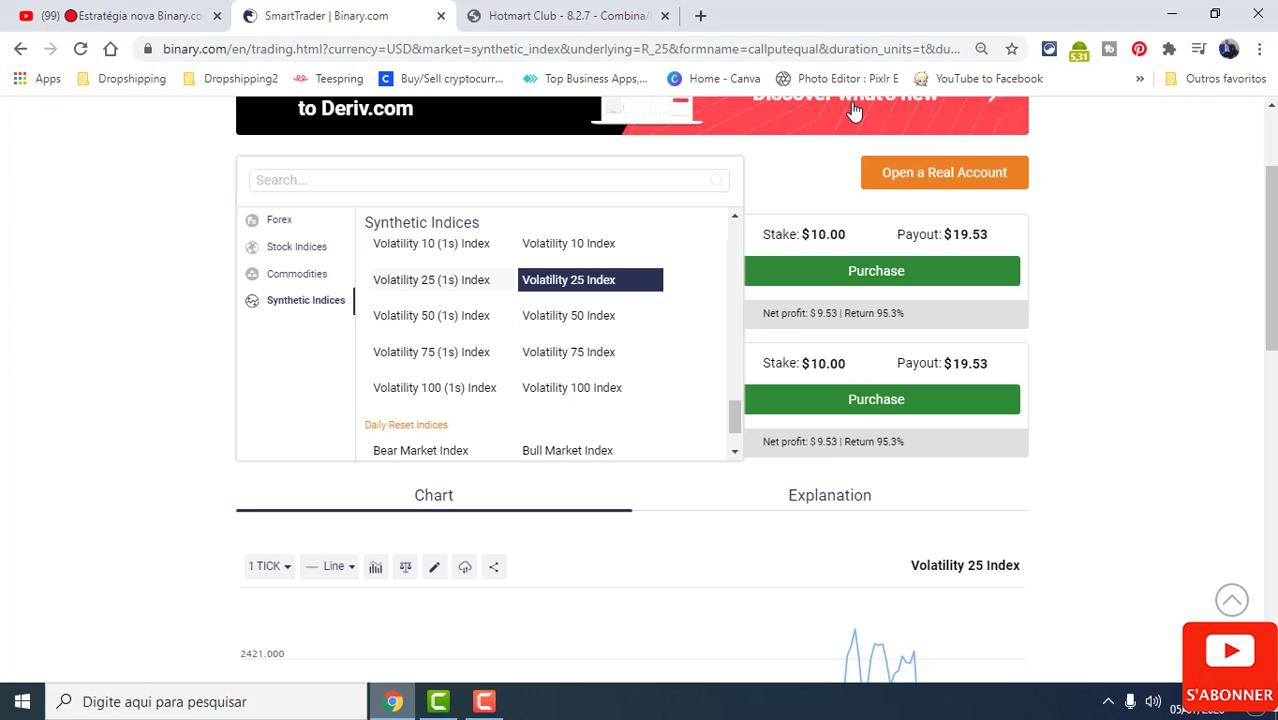 (99) 🔴Estratégia nova Binary.com
SmartTrader | Binary.com
Hotmart Club - 8.2.7 - Combina/
binary.com/en/trading.html?currency=USD&market=synthetic_index&underlying=R_25&formname=callputequal&duration_units=t&du...
5,31
Apps
Dropshipping
Dropshipping2
Teespring
Buy/Sell cryptocur...
Top Business Apps,...
Home - Canva
Photo Editor : Pixlr E
YouTube to Facebook
»
Outros favoritos
to Deriv.com
Discover what's new
Search...
Open a Real Account
Forex
Stock Indices
Commodities
Synthetic Indices
Synthetic Indices
Volatility 10 (1s) Index
Volatility 10 Index
Volatility 25 (1s) Index
Volatility 25 Index
Volatility 50 (1s) Index
Volatility 50 Index
Volatility 75 (1s) Index
Volatility 75 Index
Volatility 100 (1s) Index
Volatility 100 Index
Daily Reset Indices
Bear Market Index
Bull Market Index
Stake: $10.00
Payout: $19.53
Purchase
Net profit: $ 9.53 | Return 95.3%
Stake: $10.00
Payout: $19.53
Purchase
Net profit: $ 9.53 | Return 95.3%
Chart
Explanation
1 TICK
Line
Volatility 25 Index
2421.000
S'ABONNER
Digite aqui para pesquisar